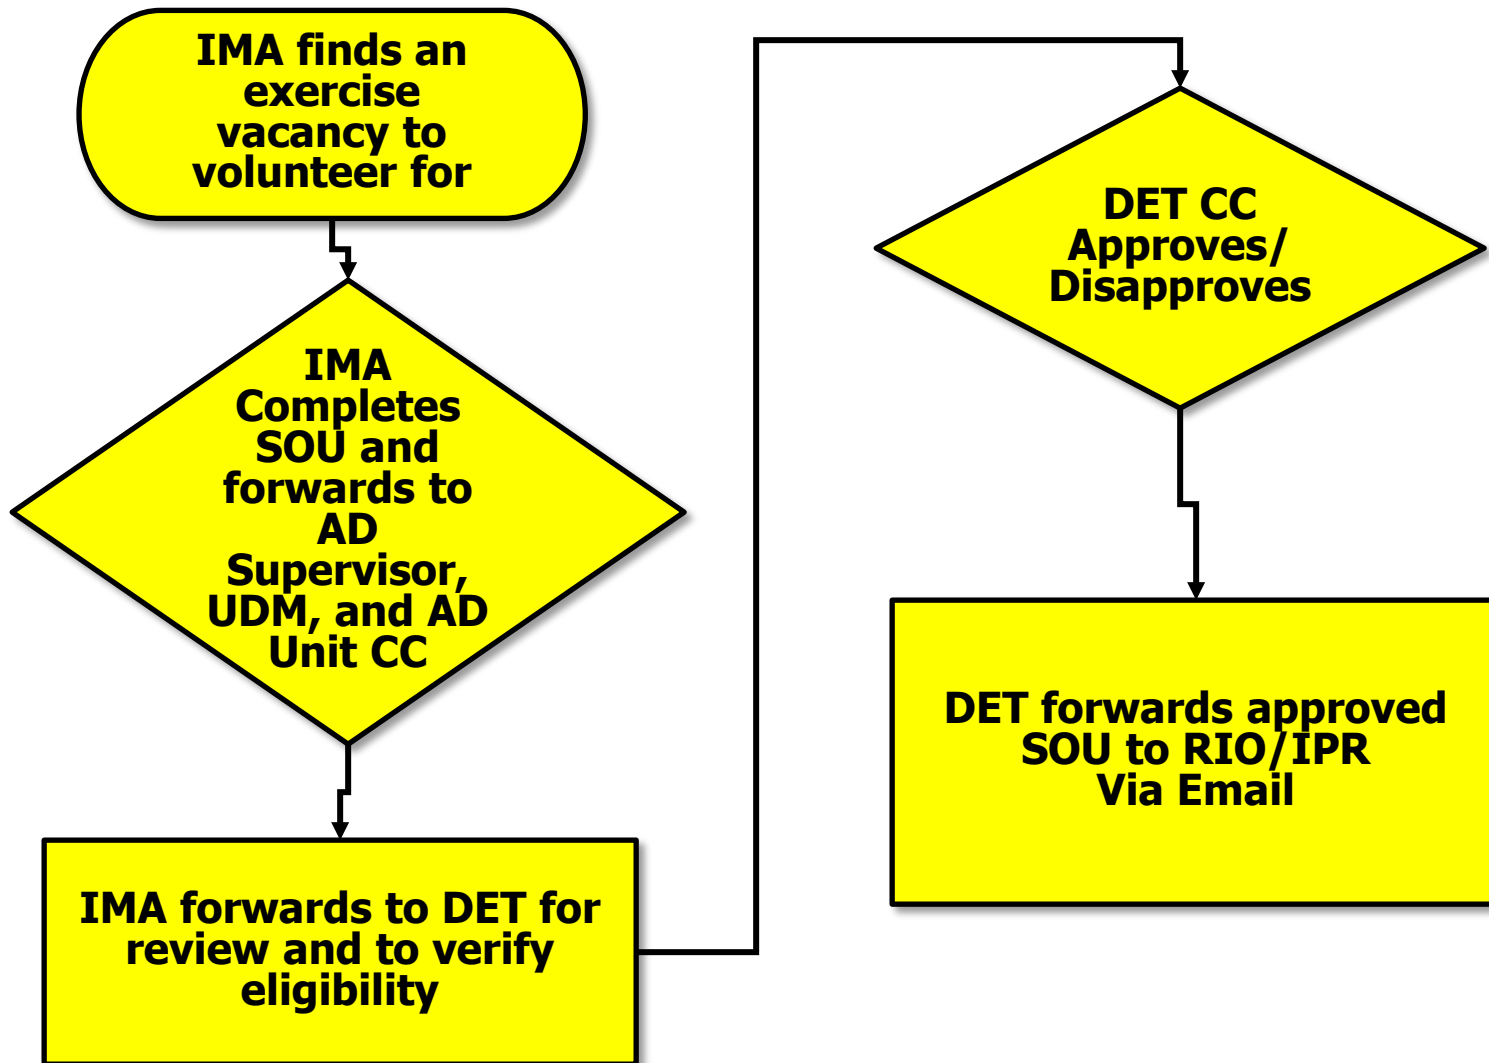 IMA finds an
exercise
vacancy to
volunteer for
IMA
Completes
SOU and
forwards to
AD
Supervisor,
UDM, and AD
Unit CC
IMA forwards to DET for
review and to verify
eligibility
DET CC
Approves/
Disapproves
DET forwards approved
SOU to RIO/IPR
Via Email